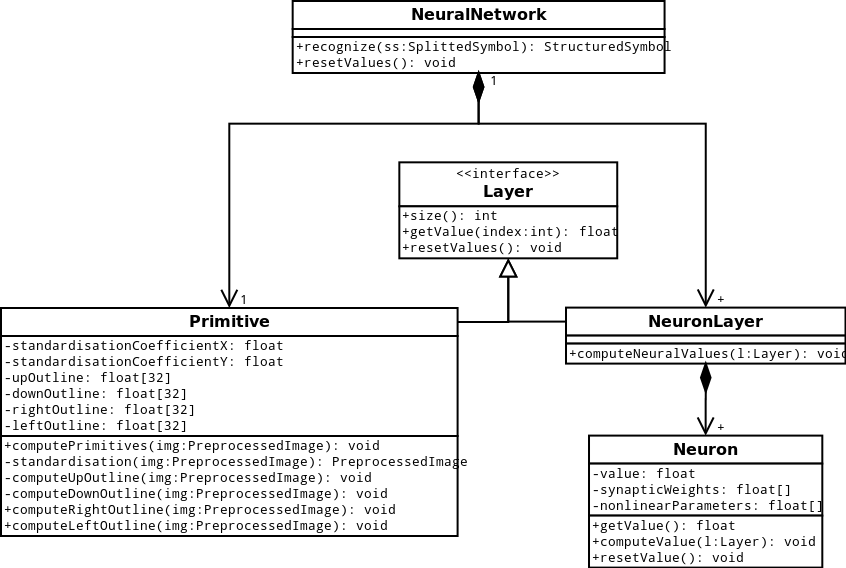 NeuralNetwork
+recognize(ss:SplittedSymbol): StructuredSymbol
+resetValues(): void
1
<<interface>>
Layer
+size(): int
+getValue(index:int): float
+resetValues(): void
1
+
Primitive
-standardisationCoefficientX: float
-standardisationCoefficientY: float
-upOutline: float[32]
-downOutline: float[32]
-rightOutline: float[32]
-leftOutline: float[32]
+computePrimitives(img:PreprocessedImage): void
-standardisation(img:PreprocessedImage): PreprocessedImage
-computeUpOutline(img:PreprocessedImage): void
-computeDownOutline(img:PreprocessedImage): void
+computeRightOutline(img:PreprocessedImage): void
+computeLeftOutline(img:PreprocessedImage): void
NeuronLayer
+computeNeuralValues(l:Layer): void
+
Neuron
-value: float
-synapticWeights: float[]
-nonlinearParameters: float[]
+getValue(): float
+computeValue(l:Layer): void
+resetValue(): void